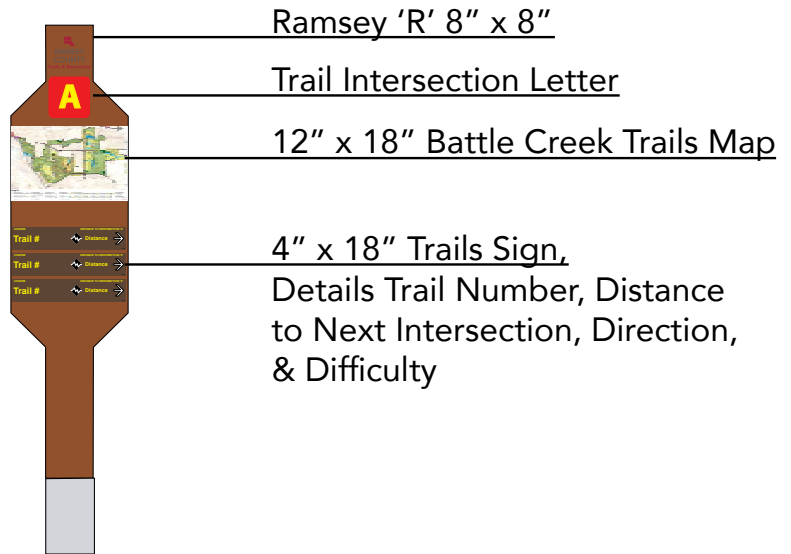 Ramsey ‘R’ 8” x 8”
Trail Intersection Letter
A
12” x 18” Battle Creek Trails Map
4” x 18” Trails Sign,
Details Trail Number, Distance
to Next Intersection, Direction,
& Difficulty
Trail # Distance
Trail # Distance
Trail # Distance